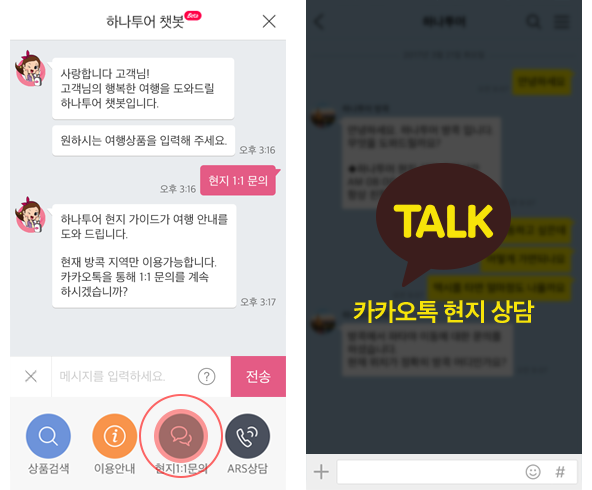 하나투어 챗봇 Beta
사랑합니다 고객님!
고객님의 행복한 여행을 도와드릴
하나투어 챗봇입니다.
원하시는 여행상품을 입력해 주세요.
오후 3:16
오후 3:16
현지 1:1 문의
하나투어 현지 가이드가 여행 안내를
도와 드립니다.
현재 방콕 지역만 이용가능합니다.
카카오톡을 통해 1:1 문의를 계속
하시겠습니까?
오후 3:17
메시지를 입력하세요.
?
전송
상품검색
이용안내
현지1:1문의
ARS상담
하나투어
안녕하세요
TALK
카카오톡 현지 상담
+
#